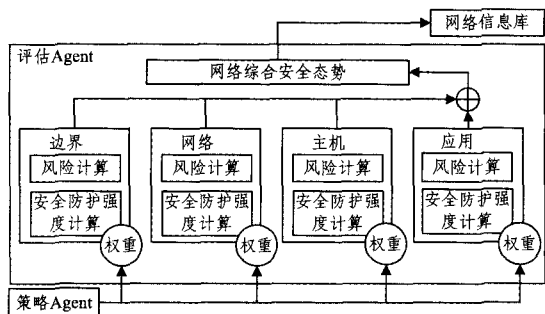 网络信息库
评估Agent
网络综合安全态势
边界
风险计算
安全防护强
度计算
权重
网络
风险计算
安全防护强
度计算
权重
主机
风险计算
安全防护强
度计算
权重
应用
风险计算
安全防护强
度计算
权重
策略Agent